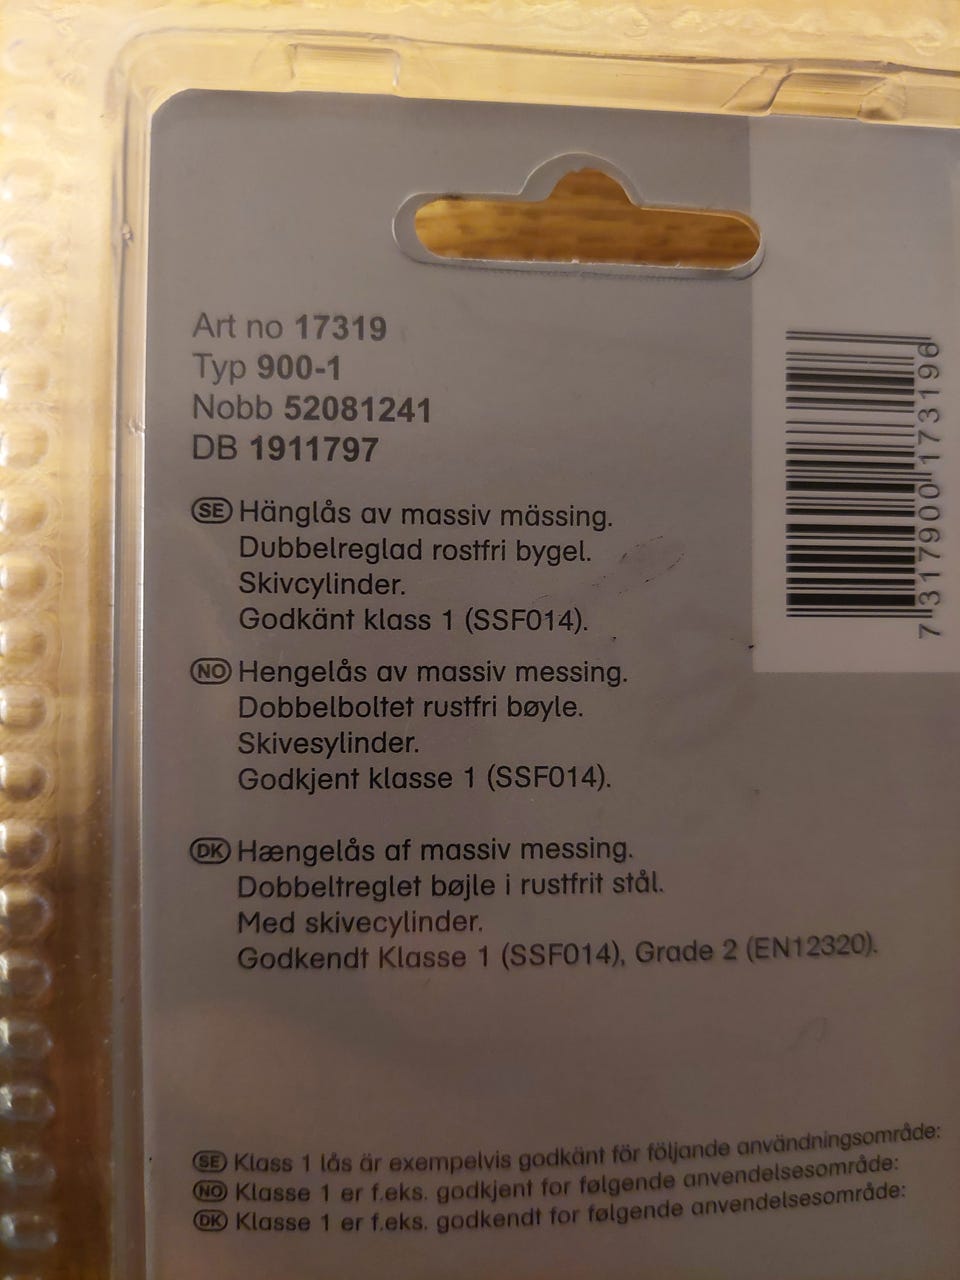 Art no 17319
Typ 900-1
Nobb 52081241
DB 1911797
SE Hänglås av massiv mässing.
Dubbelreglad rostfri bygel.
Skivcylinder.
Godkänt klass 1 (SSF014).
NO Hengelås av massiv messing.
Dobbelboltet rustfri bøyle.
Skivesylinder.
Godkjent klasse 1 (SSF014).
DK Hængelås af massiv messing.
Dobbeltreglet bøjle i rustfrit stål.
Med skivecylinder.
Godkendt Klasse 1 (SSF014), Grade 2 (EN12320).
SE Klass 1 lås är exempelvis godkänt för följande användningsområde:
NO Klasse 1 er f.eks. godkjent for følgende anvendelsesområde:
DK Klasse 1 er f.eks. godkendt for følgende anvendelsesområde:
7317900173196